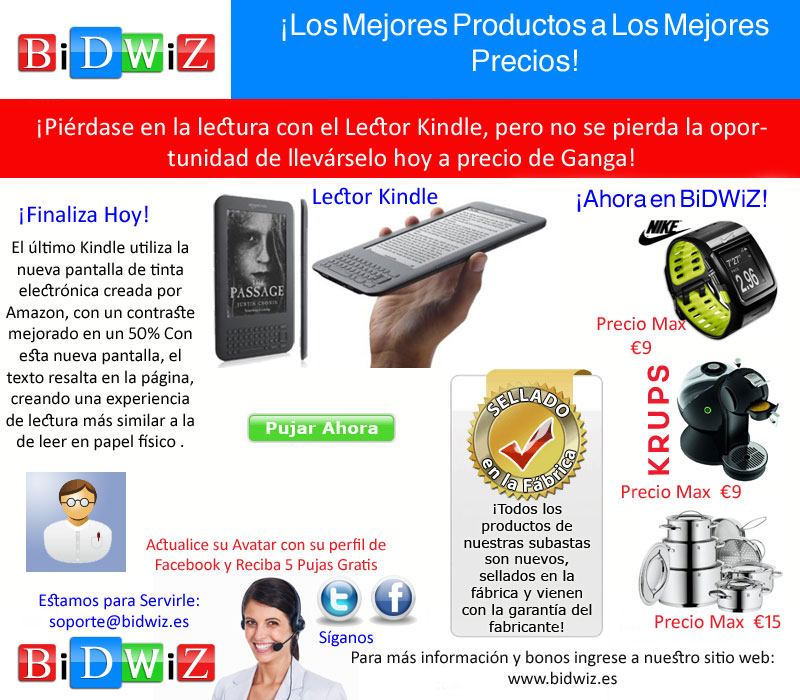 BiDWiZ
¡Los Mejores Productos a Los Mejores
Precios!
¡Piérdase en la lectura con el Lector Kindle, pero no se pierda la opor-
tunidad de llevárselo hoy a precio de Ganga!
¡Finaliza Hoy!
El último Kindle utiliza la
nueva pantalla de tinta
electrónica creada por
Amazon, con un contraste
mejorado en un 50% Con
esta nueva pantalla, el
texto resalta en la página,
creando una experiencia
de lectura más similar a la
de leer en papel físico .
Lector Kindle
THE
PASSAGE
JUSTIN CRONIN
Pujar Ahora
¡Ahora en BiDWiZ!
NIKE
7'27"
2.96
Precio Max
€9
KRUPS
Precio Max €9
Precio Max €15
SELLADO
en la Fábrica
¡Todos los
productos de
nuestras subastas
son nuevos,
sellados en la
fábrica y vienen
con la garantía del
fabricante!
Actualice su Avatar con su perfil de
Facebook y Reciba 5 Pujas Gratis
Estamos para Servirle:
soporte@bidwiz.es
BiDWiZ
t
f
Síganos
Para más información y bonos ingrese a nuestro sitio web:
www.bidwiz.es